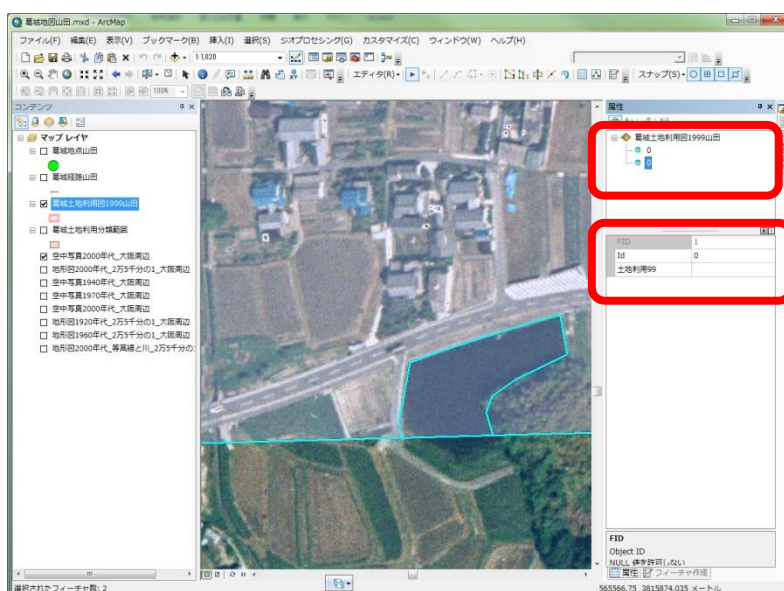 葛城地図山田.mxd - ArcMap
ファイル(F) 編集(E) 表示(V) ブックマーク(B) 挿入(I) 選択(S) ジオプロセシング(G) カスタマイズ(C) ウィンドウ(W) ヘルプ(H)
1:1,020
エディタ(R)▾ スナップ(S)▾
100%
コンテンツ
属性
マップ レイヤ
葛城地点山田
葛城経路山田
葛城土地利用図1999山田
葛城土地利用分類範囲
空中写真2000年代_大阪周辺
地形図2000年代_2万5千分の1_大阪周辺
空中写真1940年代_大阪周辺
空中写真1970年代_大阪周辺
空中写真2000年代_大阪周辺
地形図1920年代_2万5千分の1_大阪周辺
地形図1960年代_2万5千分の1_大阪周辺
地形図2000年代_等高線と川_2万5千分の
葛城土地利用図1999山田
0
0
FID 1
Id 0
土地利用99
FID
Object ID
NULL 値を許可しない
属性 フィーチャ作成
選択されたフィーチャ数: 2
565566.75 3815874.035 メートル